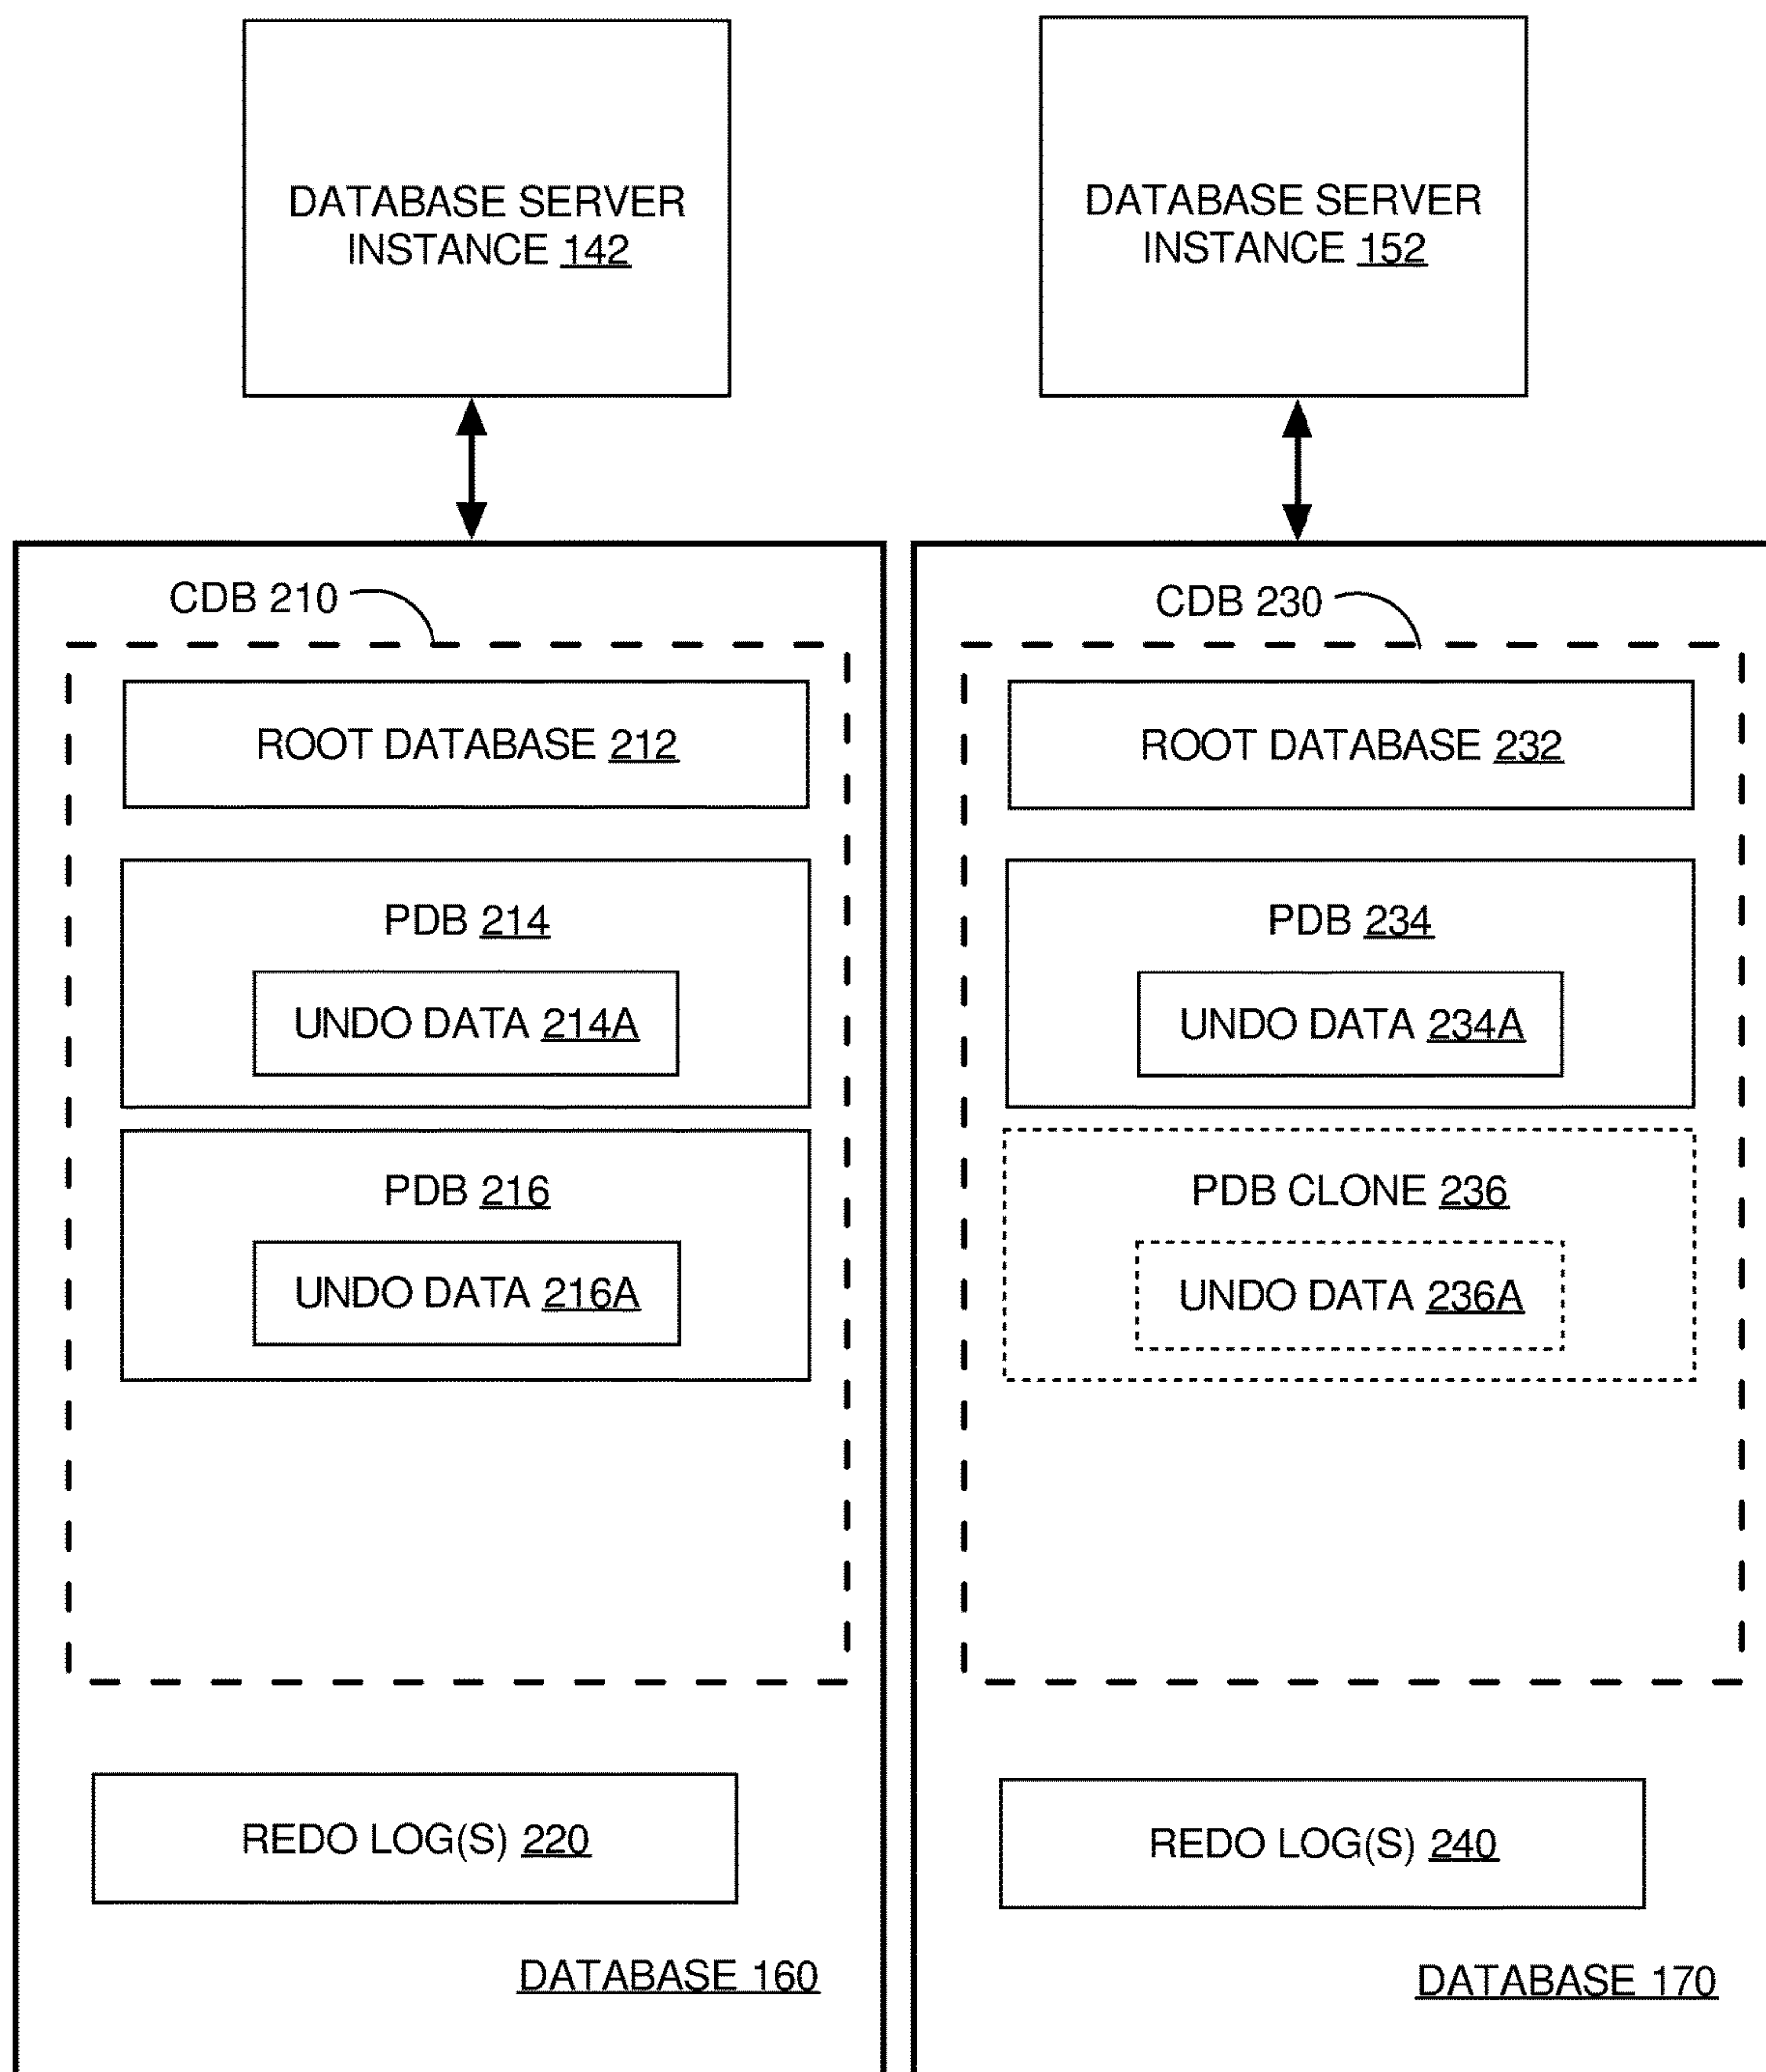 DATABASE SERVER
INSTANCE 142
DATABASE SERVER
INSTANCE 152
CDB 210
ROOT DATABASE 212
PDB 214
UNDO DATA 214A
PDB 216
UNDO DATA 216A
REDO LOG(S) 220
DATABASE 160
CDB 230
ROOT DATABASE 232
PDB 234
UNDO DATA 234A
PDB CLONE 236
UNDO DATA 236A
REDO LOG(S) 240
DATABASE 170